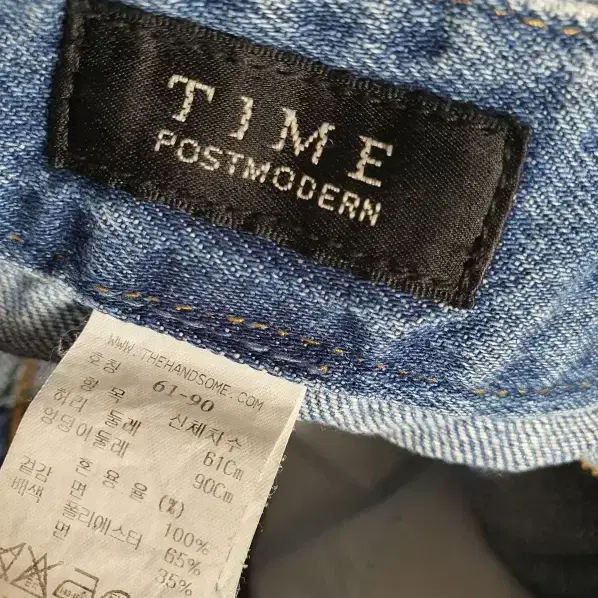 TIME
POSTMODERN
WWW.THEHANDSOME.COM
호칭 61-90
항 목 신체치수
허리 둘레 61Cm
엉덩이둘레 90Cm
혼 용 율 (%)
겉감 면 100%
배색 폴리에스터 65%
면 35%